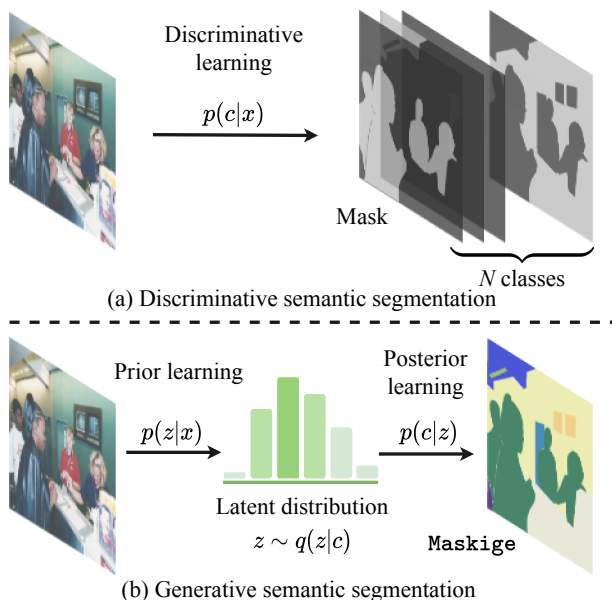 Discriminative
learning
p(c|x)
Mask
N classes
(a) Discriminative semantic segmentation
Prior learning
Posterior
learning
p(z|x)
p(c|z)
Latent distribution
z ∼ q(z|c)
Maskige
(b) Generative semantic segmentation